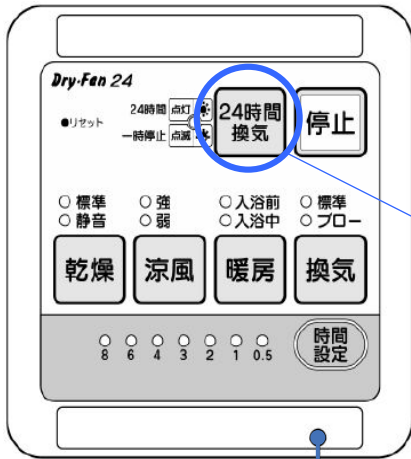 Dry・Fan 24
24時間 点灯
●リセット
一時停止 点滅
24時間
換気
停止
○標準 ○強 ○入浴前 ○標準
○静音 ○弱 ○入浴中 ○ブロー
乾燥 涼風 暖房 換気
8 6 4 3 2 1 0.5
時間
設定